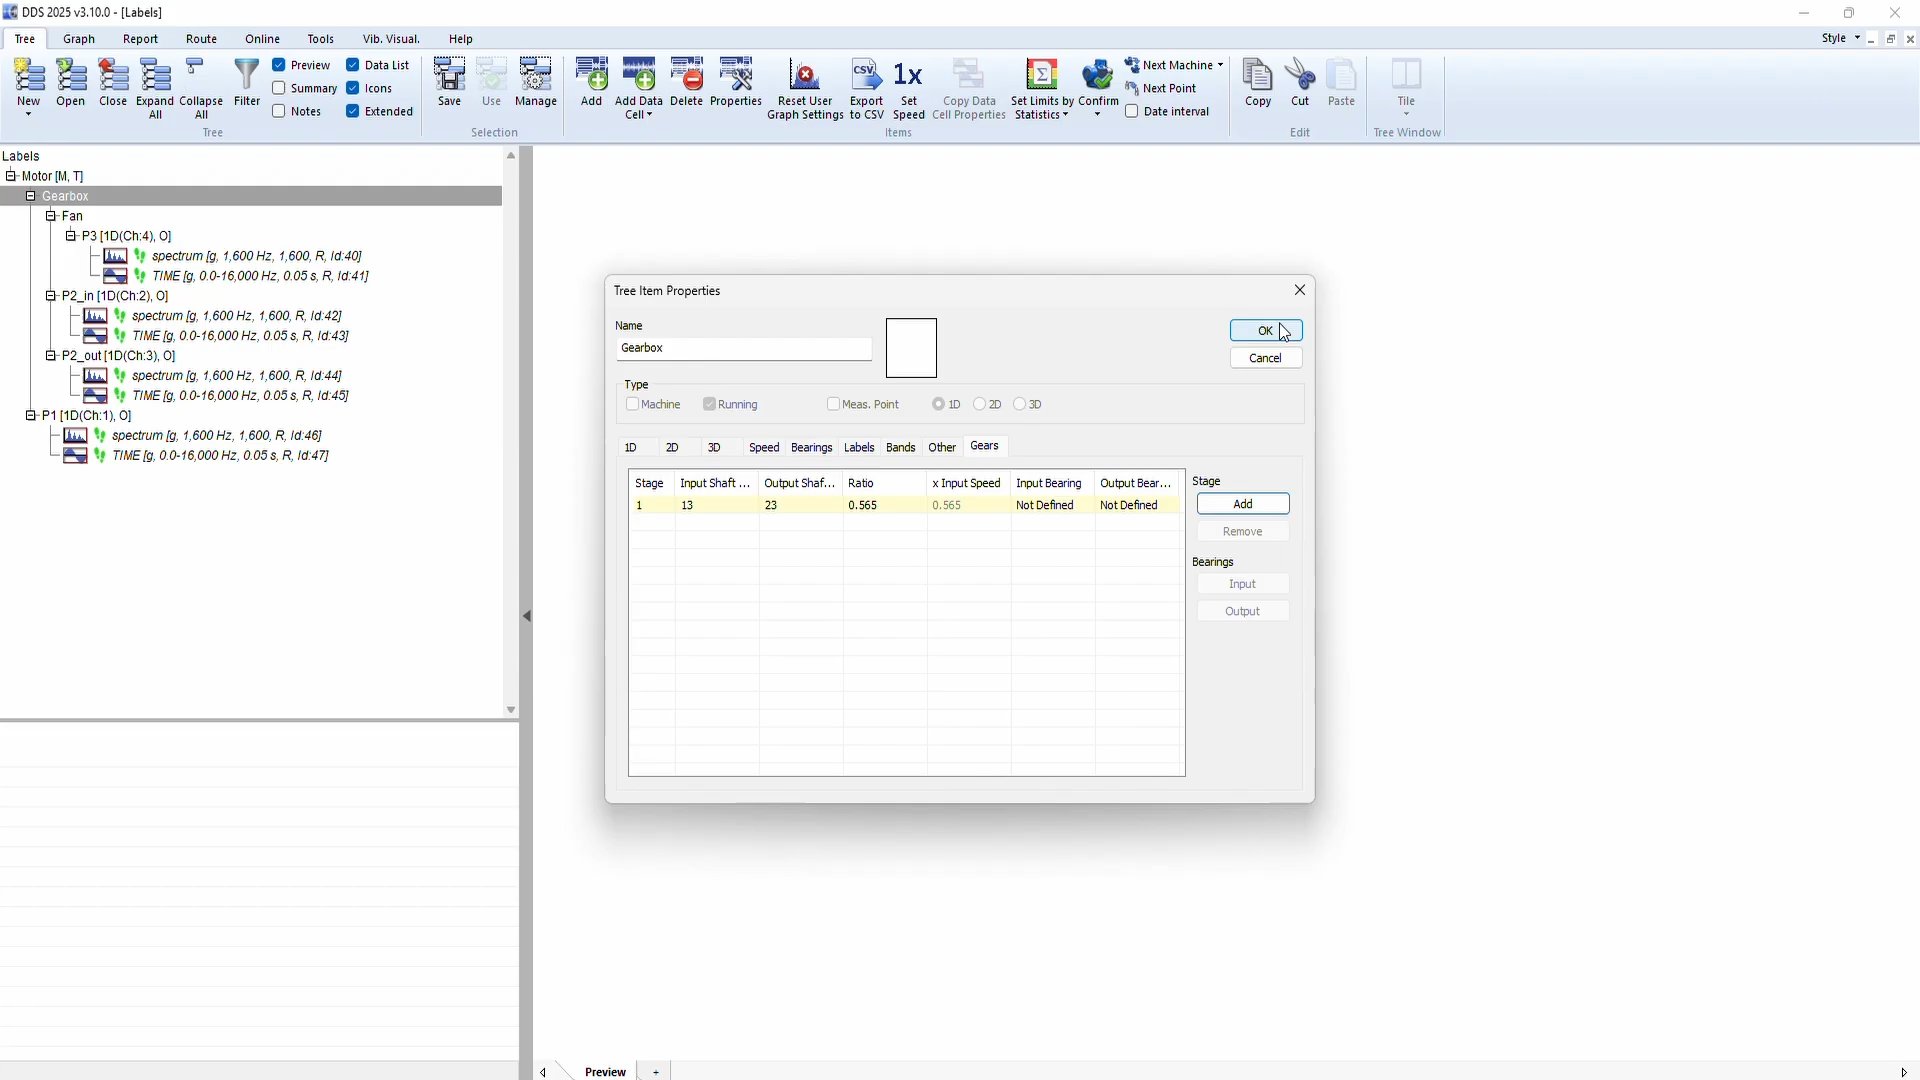 DDS 2025 v3.10.0 - [Labels]
Tree Graph Report Route Online Tools Vib. Visual. Help Style
New Open Close Expand All Collapse All Filter
Preview Data List
Summary Icons
Notes Extended
Tree
Save Use Manage
Selection
Add Add Data Cell Delete Properties Reset User Graph Settings Export to CSV 1x Set Speed Copy Data Cell Properties Set Limits by Statistics Confirm
CSV
Next Machine
Next Point
Date interval
Items
Copy Cut Paste
Edit
Tile
Tree Window
Labels
Motor [M, T]
Gearbox
Fan
P3 [1D(Ch:4), O]
spectrum [g, 1,600 Hz, 1,600, R, Id:40]
TIME [g, 0.0-16,000 Hz, 0.05 s, R, Id:41]
P2_in [1D(Ch:2), O]
spectrum [g, 1,600 Hz, 1,600, R, Id:42]
TIME [g, 0.0-16,000 Hz, 0.05 s, R, Id:43]
P2_out [1D(Ch:3), O]
spectrum [g, 1,600 Hz, 1,600, R, Id:44]
TIME [g, 0.0-16,000 Hz, 0.05 s, R, Id:45]
P1 [1D(Ch:1), O]
spectrum [g, 1,600 Hz, 1,600, R, Id:46]
TIME [g, 0.0-16,000 Hz, 0.05 s, R, Id:47]
Tree Item Properties
Name
Gearbox
OK
Cancel
Type
Machine Running Meas. Point 1D 2D 3D
1D 2D 3D Speed Bearings Labels Bands Other Gears
Stage Input Shaft ... Output Shaf... Ratio x Input Speed Input Bearing Output Bear...
1 13 23 0.565 0.565 Not Defined Not Defined
Stage
Add
Remove
Bearings
Input
Output
Preview +